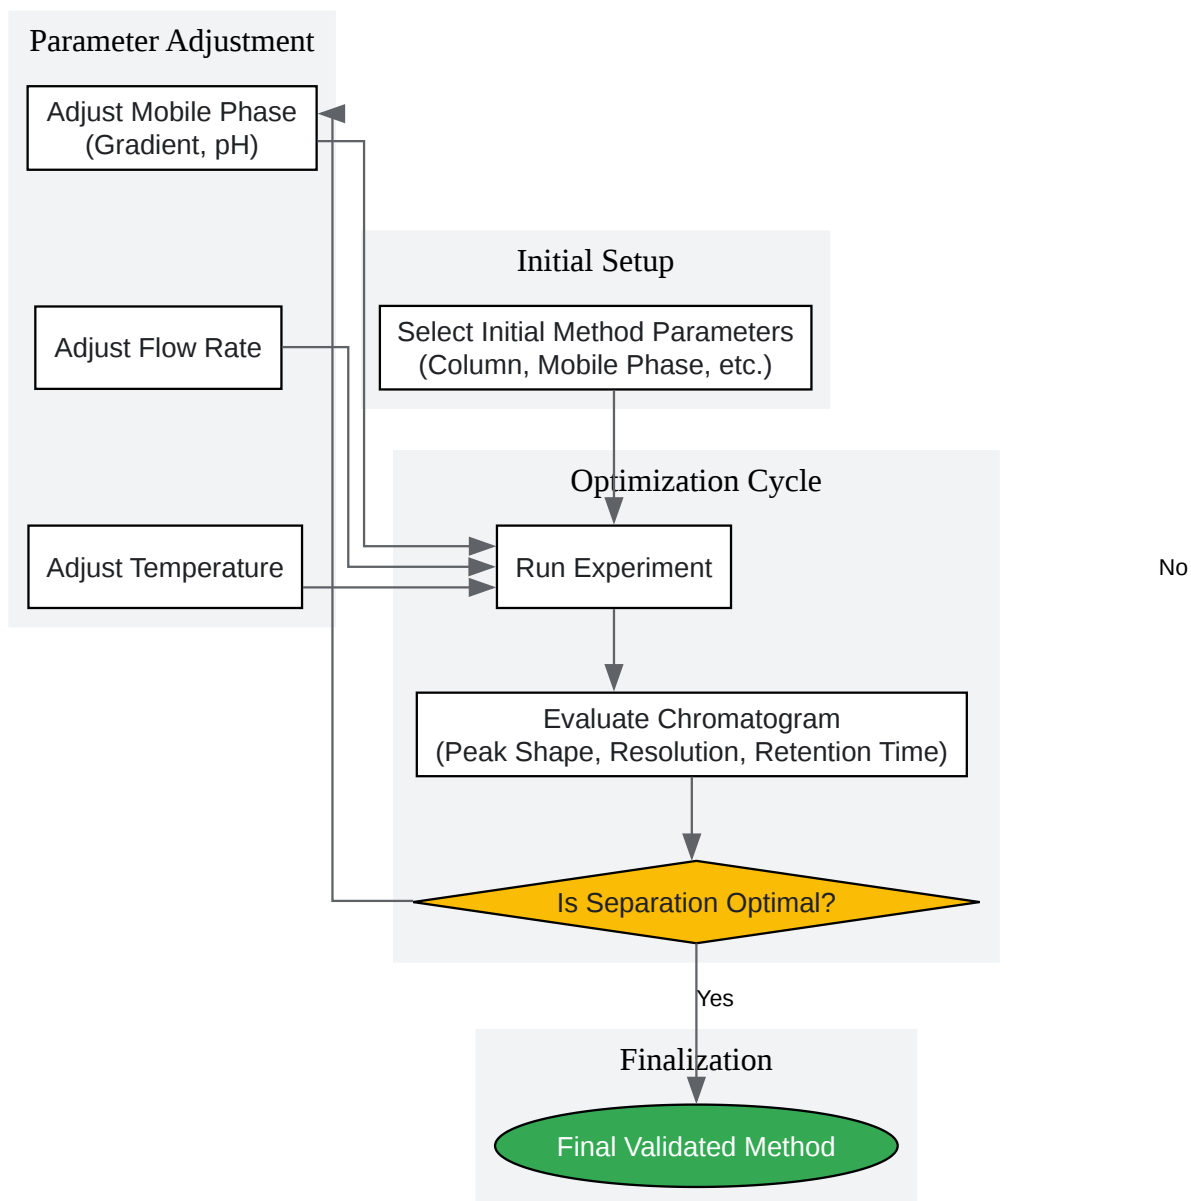 Parameter Adjustment
Adjust Mobile Phase
(Gradient, pH)
Initial Setup
Select Initial Method Parameters
(Column, Mobile Phase, etc.)
Adjust Flow Rate
Optimization Cycle
Adjust Temperature
Run Experiment
No
Evaluate Chromatogram
(Peak Shape, Resolution, Retention Time)
Is Separation Optimal?
Yes
Finalization
Final Validated Method